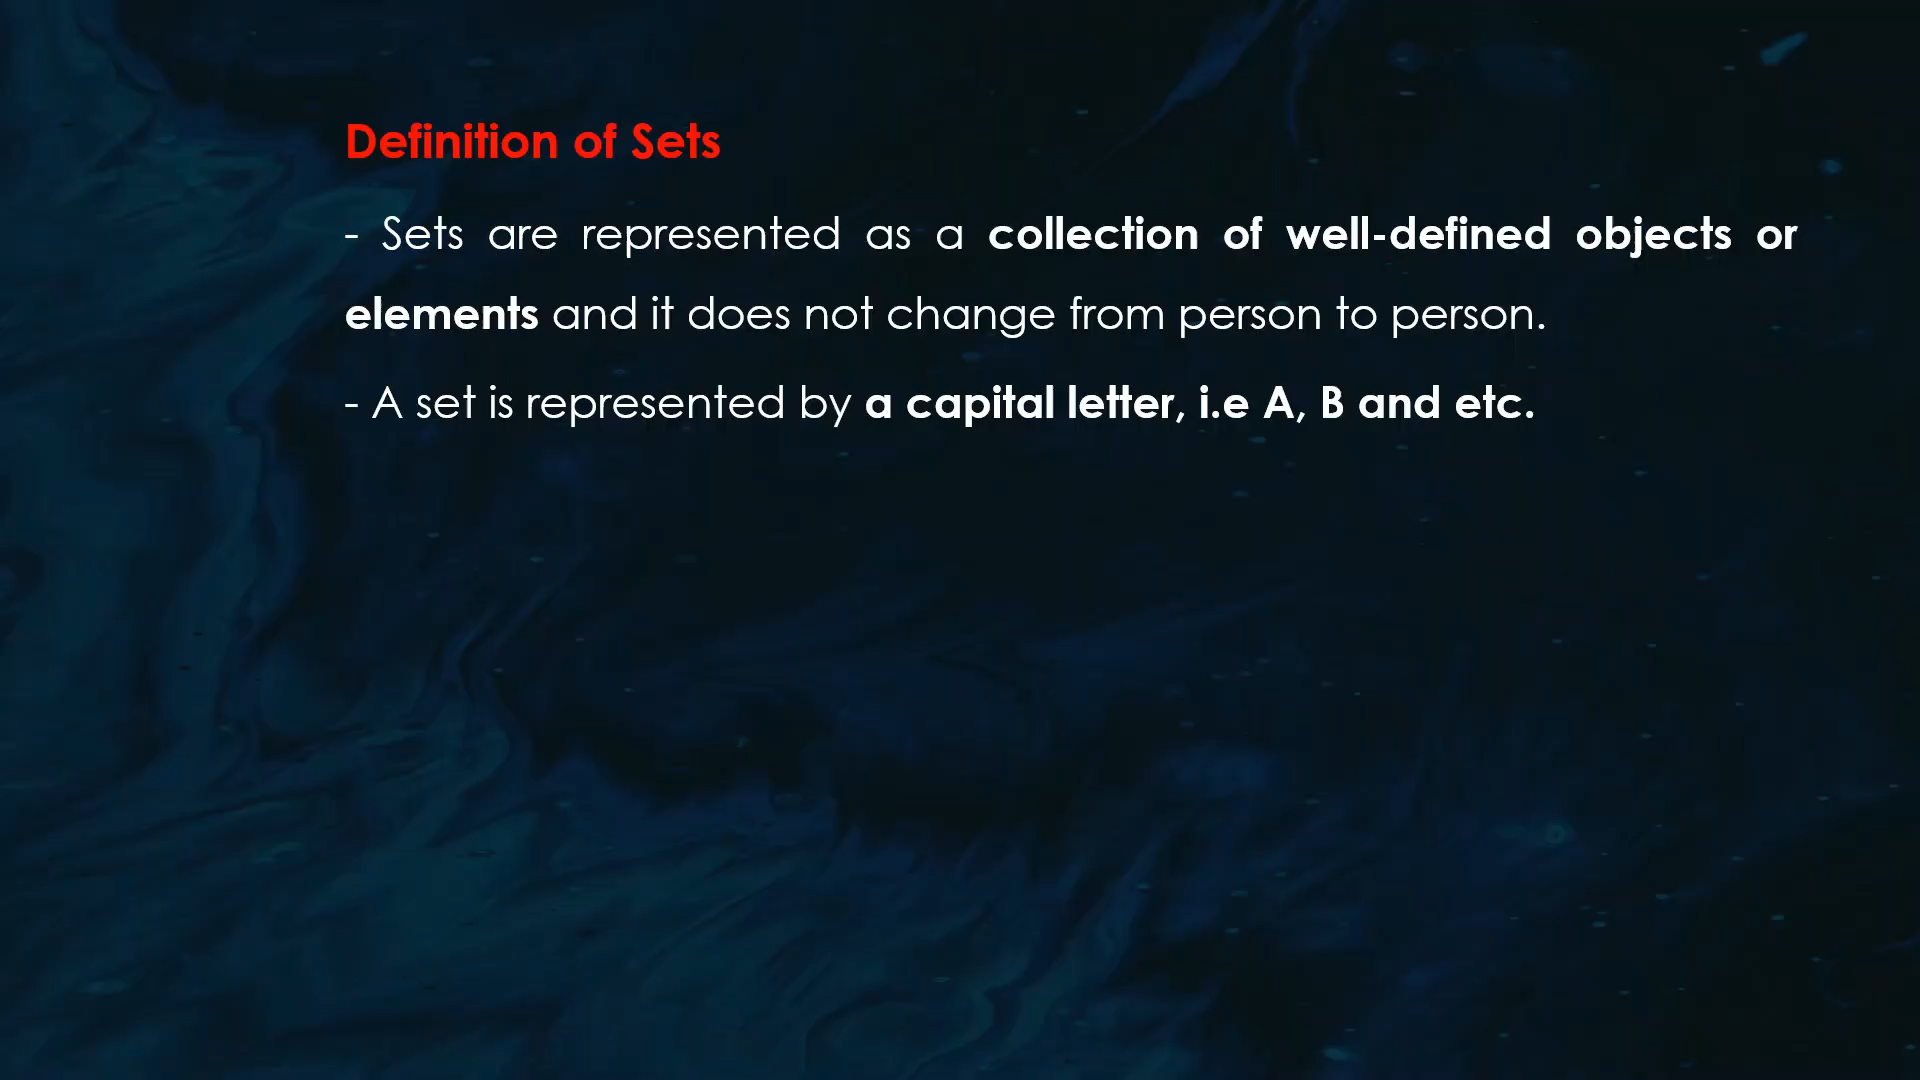 Definition of Sets
- Sets are represented as a collection of well-defined objects or
elements and it does not change from person to person.
- A set is represented by a capital letter, i.e A, B and etc.